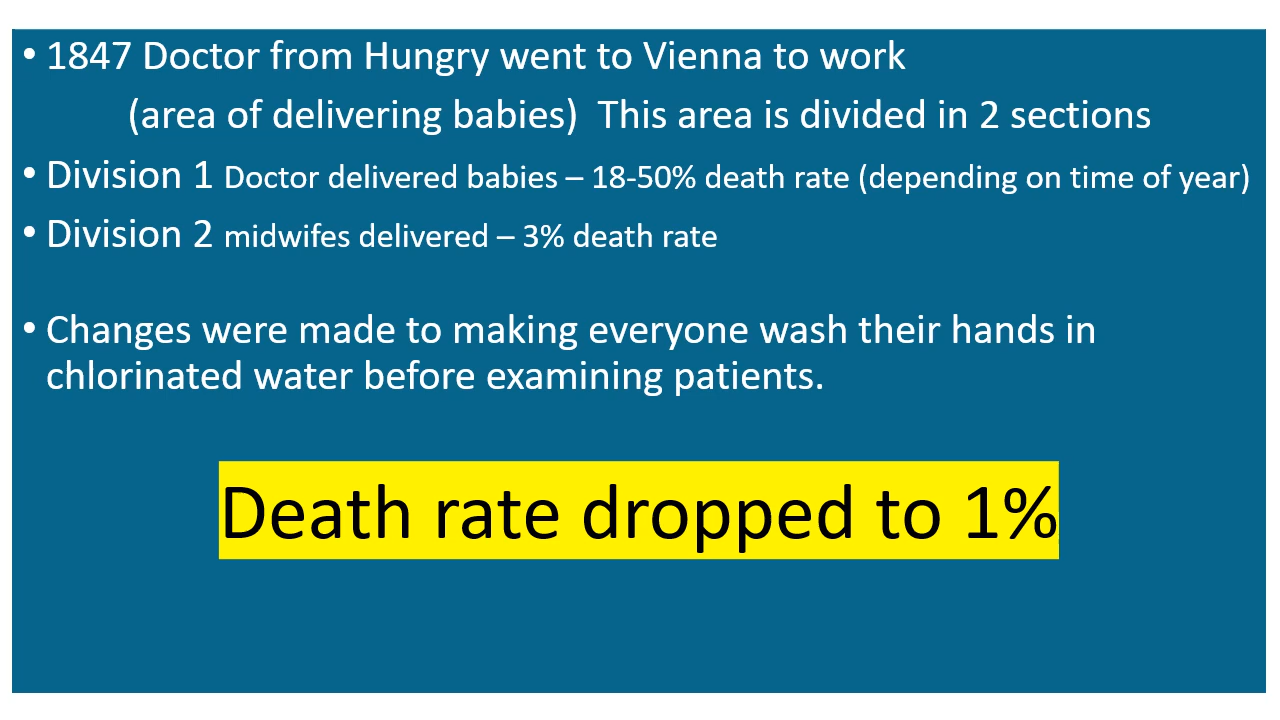 • 1847 Doctor from Hungry went to Vienna to work
(area of delivering babies)  This area is divided in 2 sections
• Division 1 Doctor delivered babies – 18-50% death rate (depending on time of year)
• Division 2 midwifes delivered – 3% death rate
• Changes were made to making everyone wash their hands in
chlorinated water before examining patients.
Death rate dropped to 1%